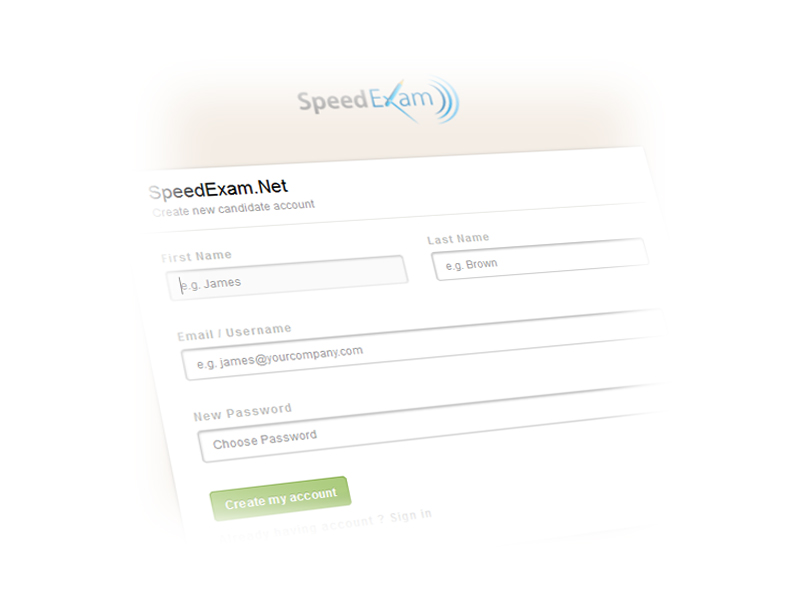 SpeedExam
SpeedExam.Net
Create new candidate account
First Name
Last Name
e.g. James
e.g. Brown
Email / Username
e.g. james@yourcompany.com
New Password
Choose Password
Create my account
having account ? Sign in